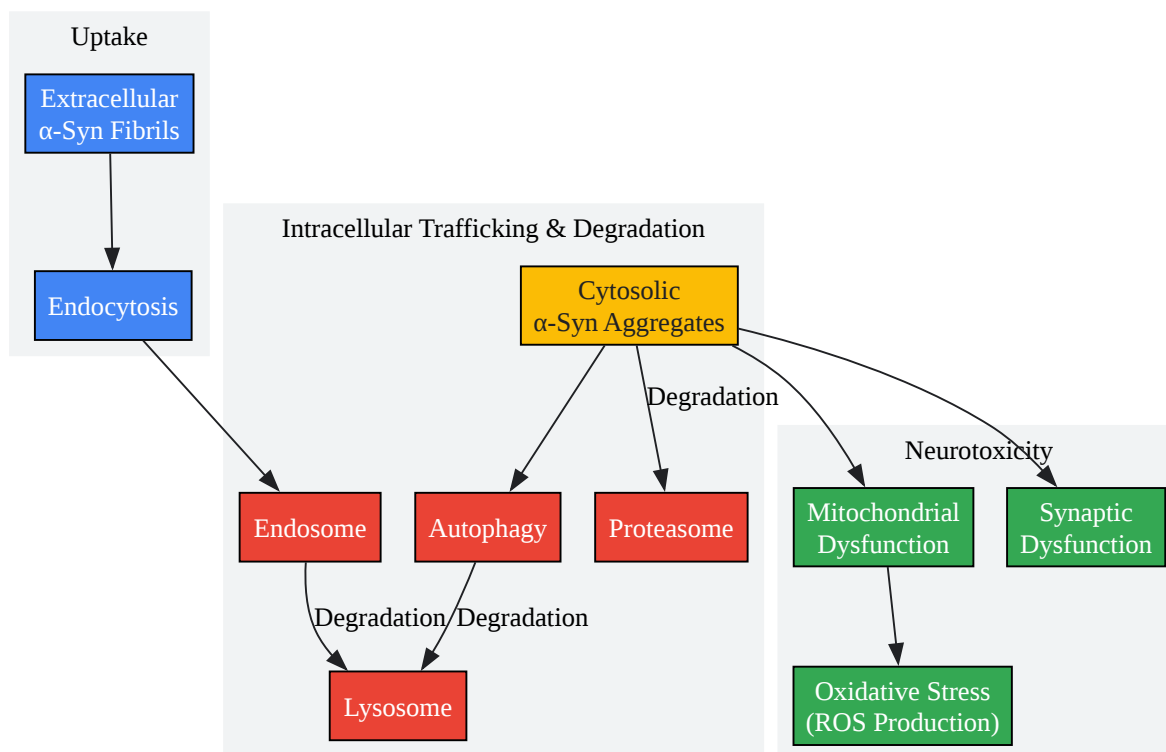 Uptake
Extracellular
α-Syn Fibrils
Endocytosis
Intracellular Trafficking & Degradation
Cytosolic
α-Syn Aggregates
Degradation
Endosome
Autophagy
Proteasome
Degradation
Degradation
Lysosome
Neurotoxicity
Mitochondrial
Dysfunction
Synaptic
Dysfunction
Oxidative Stress
(ROS Production)